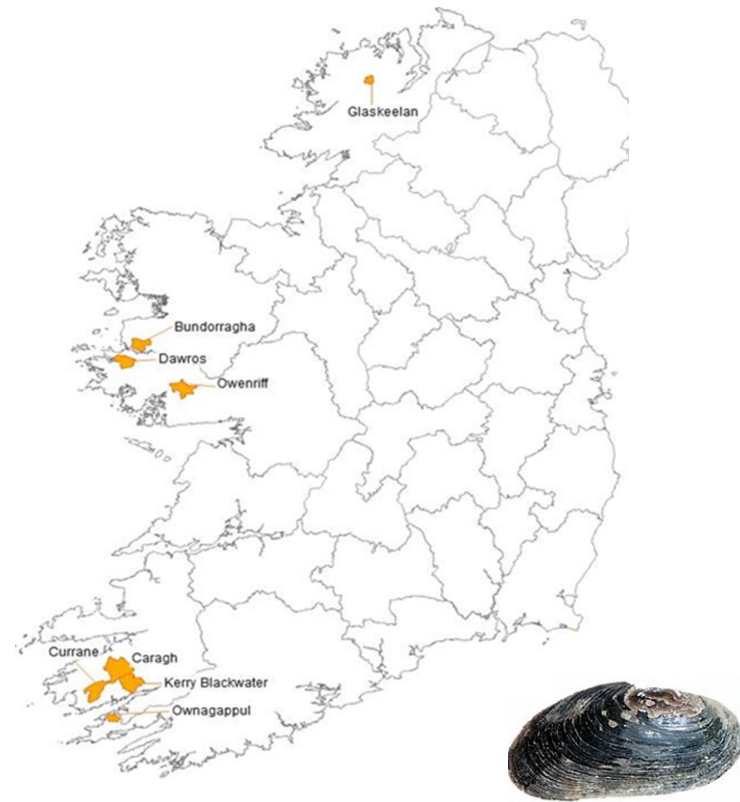 Glaskeelan
Bundorragha
Dawros
Owenriff
Currane
Caragh
Kerry Blackwater
Ownagappul